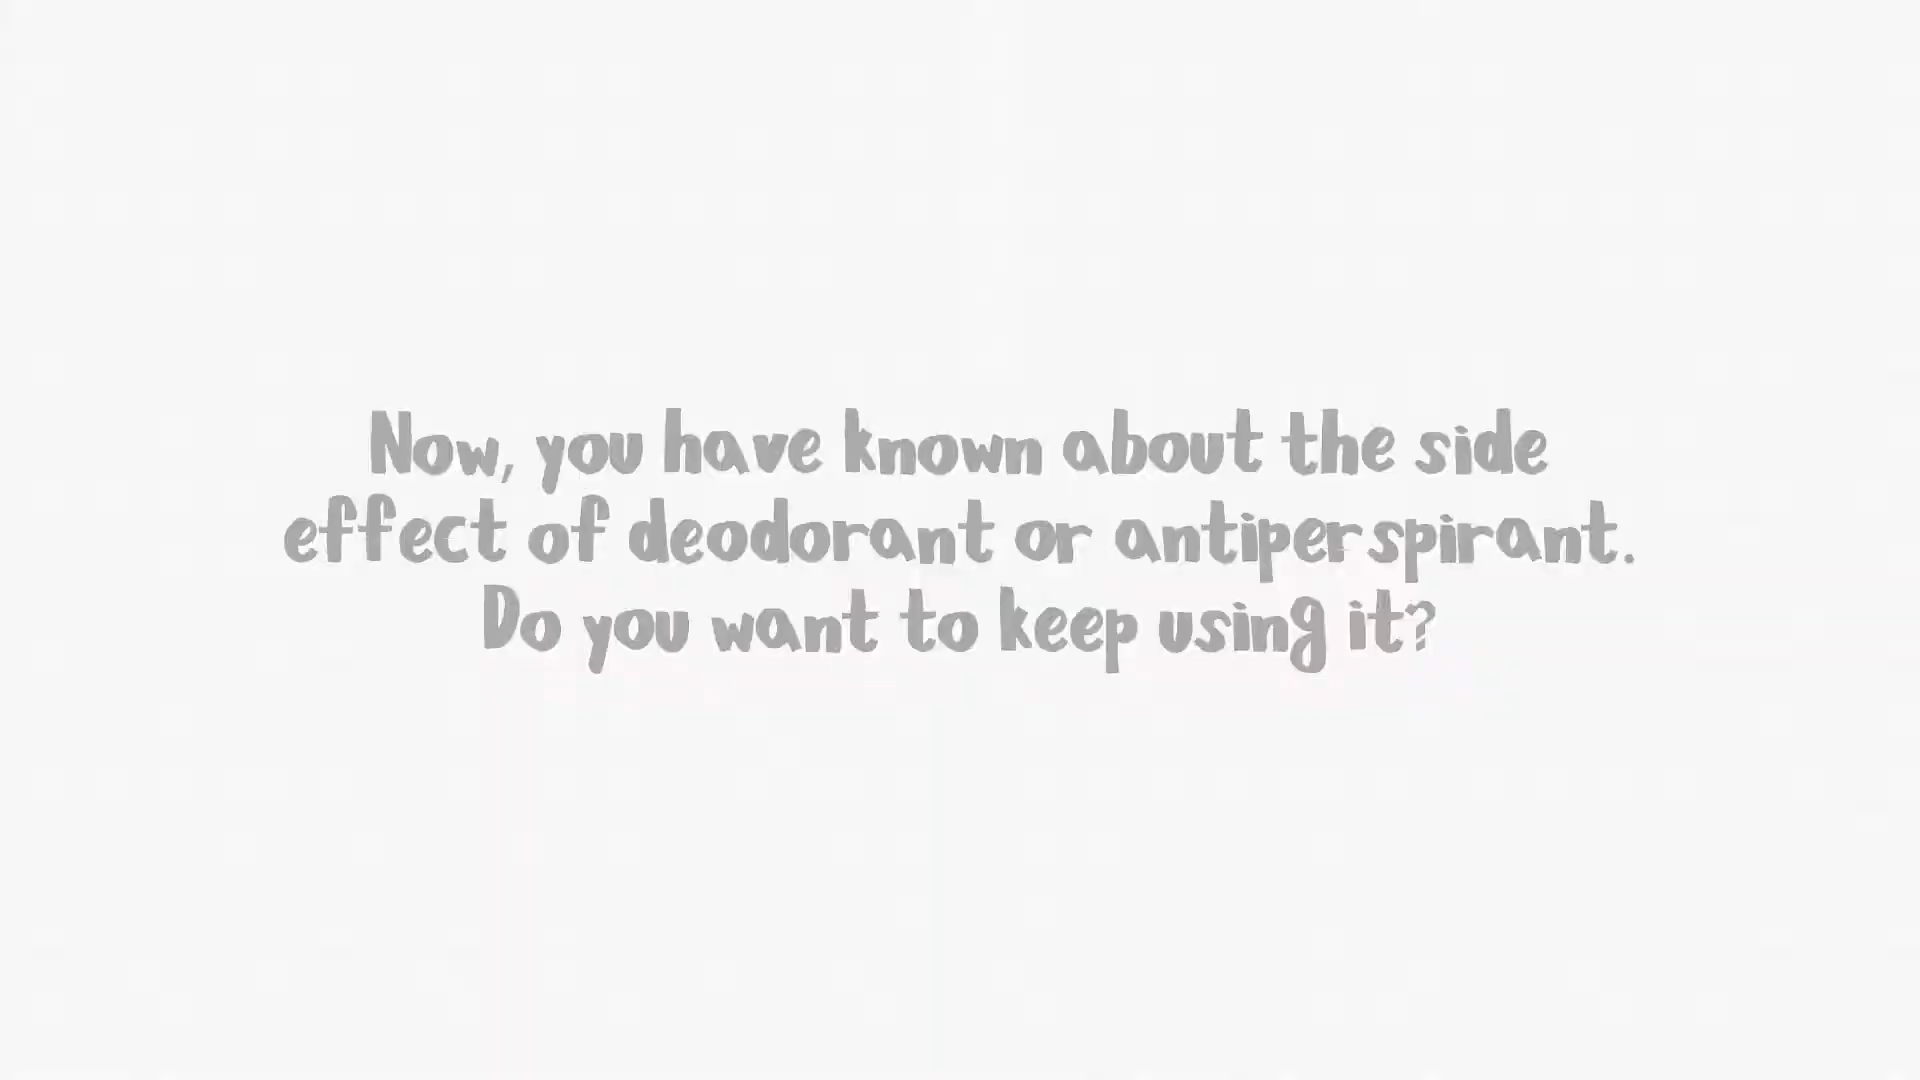 Now, you have known about the side
effect of deodorant or antiperspirant.
Do you want to keep using it?